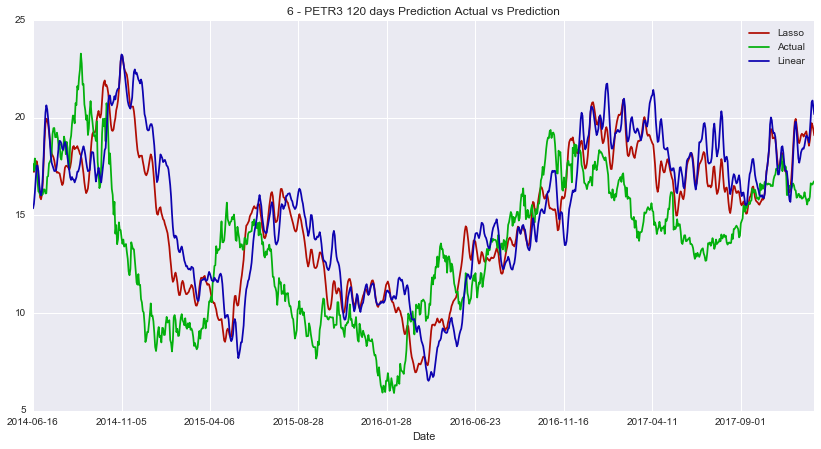 6 - PETR3 120 days Prediction Actual vs Prediction
25
20
15
10
5
Lasso
Actual
Linear
2014-06-16 2014-11-05 2015-04-06 2015-08-28 2016-01-28 2016-06-23 2016-11-16 2017-04-11 2017-09-01
Date